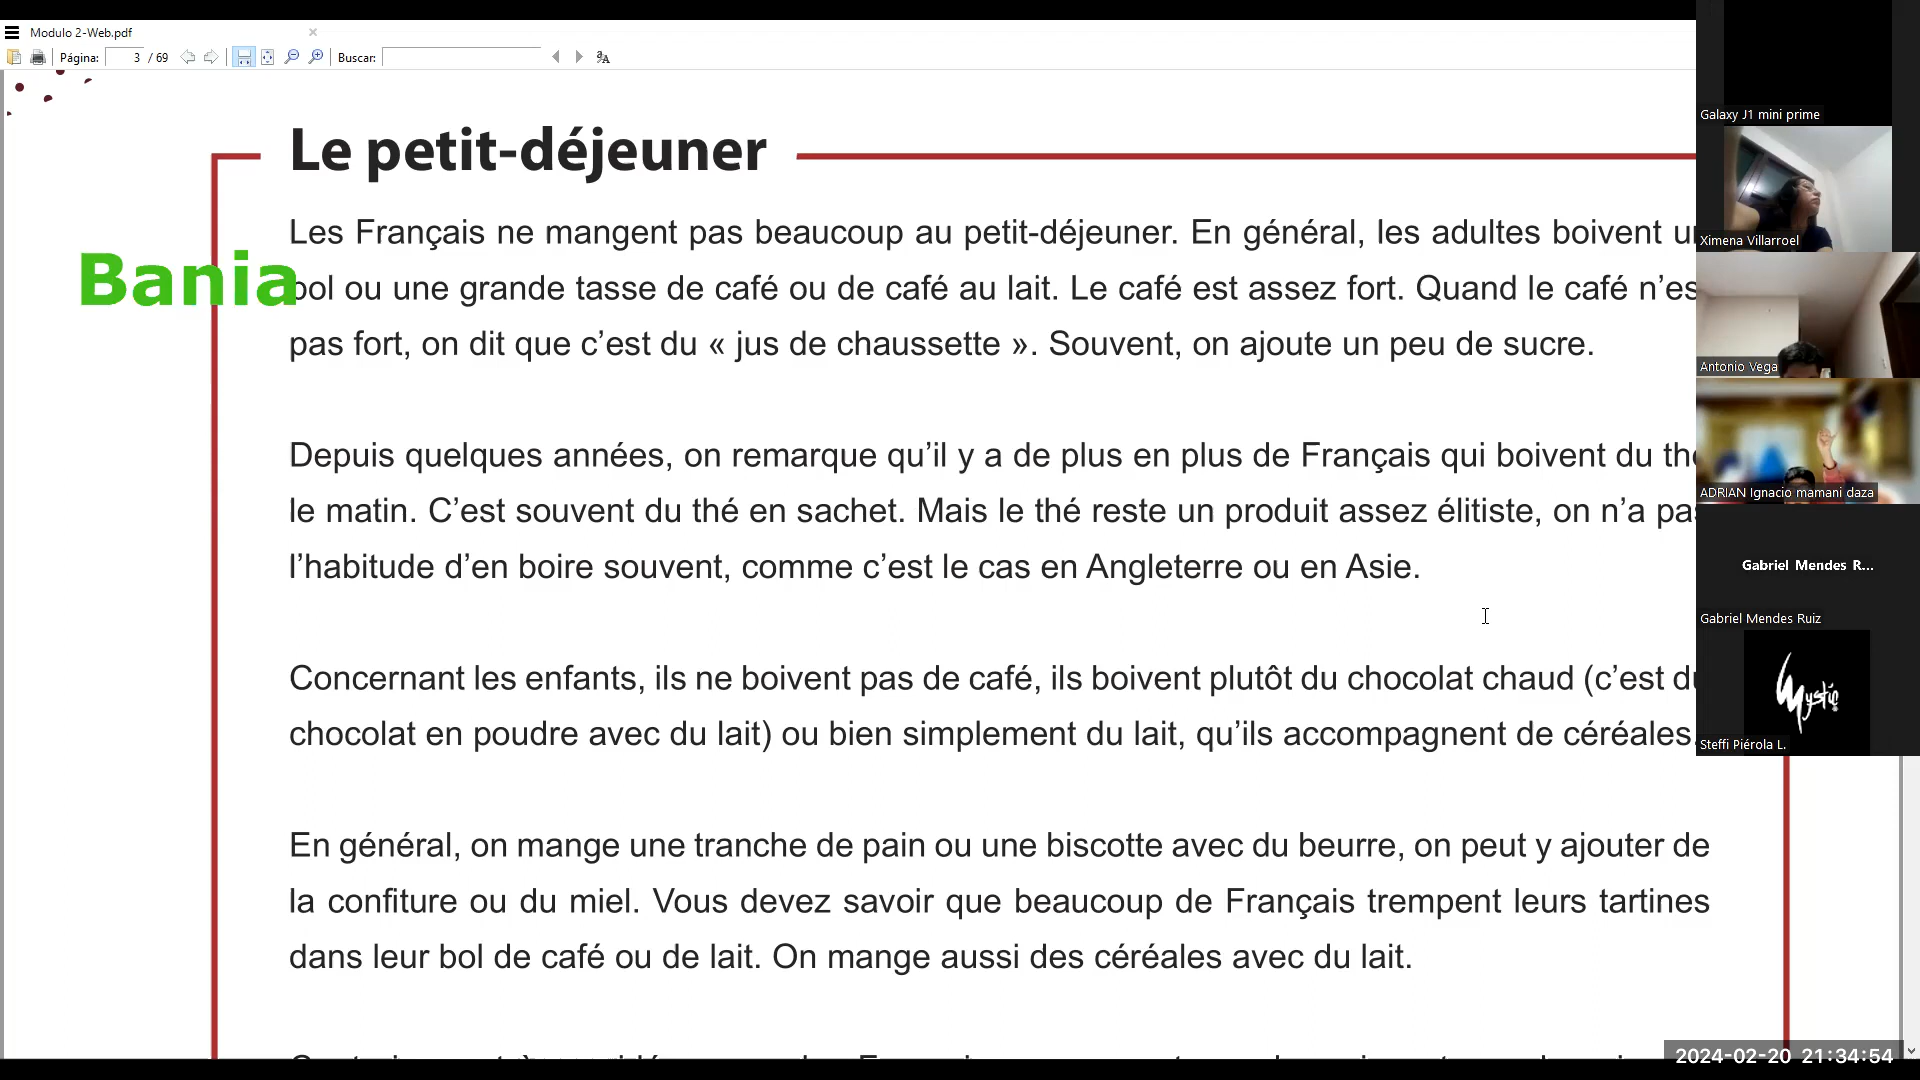 Modulo 2-Web.pdf
Página: 3 / 69 Buscar:
Galaxy J1 mini prime
Le petit-déjeuner
Les Français ne mangent pas beaucoup au petit-déjeuner. En général, les adultes boivent
Ximena Villarroel
Bania
bol ou une grande tasse de café ou de café au lait. Le café est assez fort. Quand le café
pas fort, on dit que c’est du « jus de chaussette ». Souvent, on ajoute un peu de sucre.
Antonio Vega
Depuis quelques années, on remarque qu’il y a de plus en plus de Français qui boivent du
ADRIAN Ignacio mamani daza
le matin. C’est souvent du thé en sachet. Mais le thé reste un produit assez élitiste, on n’a
l’habitude d’en boire souvent, comme c’est le cas en Angleterre ou en Asie.
Gabriel Mendes R...
Gabriel Mendes Ruiz
Concernant les enfants, ils ne boivent pas de café, ils boivent plutôt du chocolat chaud (c’est
chocolat en poudre avec du lait) ou bien simplement du lait, qu’ils accompagnent de céréales.
Mystic
Steffi Piérola L.
En général, on mange une tranche de pain ou une biscotte avec du beurre, on peut y ajouter de
la confiture ou du miel. Vous devez savoir que beaucoup de Français trempent leurs tartines
dans leur bol de café ou de lait. On mange aussi des céréales avec du lait.
2024-02-20 21:34:54